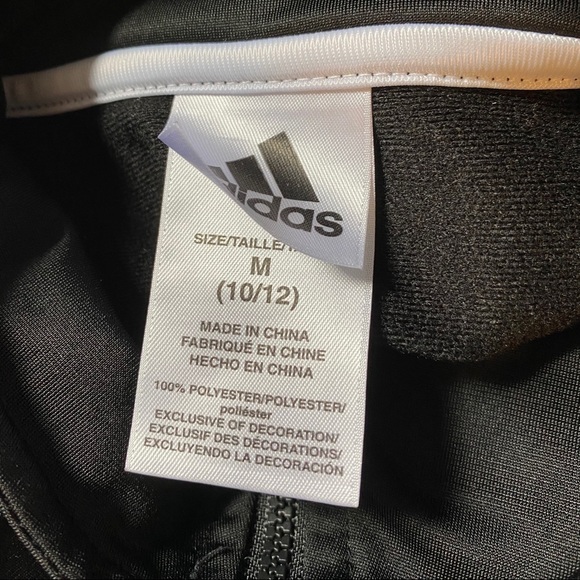 adidas
SIZE/TAILLE/
M
(10/12)
MADE IN CHINA
FABRIQUÉ EN CHINE
HECHO EN CHINA
100% POLYESTER/POLYESTER/
poliéster
EXCLUSIVE OF DECORATION/
EXCLUSIF DES DÉCORATIONS/
EXCLUYENDO LA DECORACIÓN